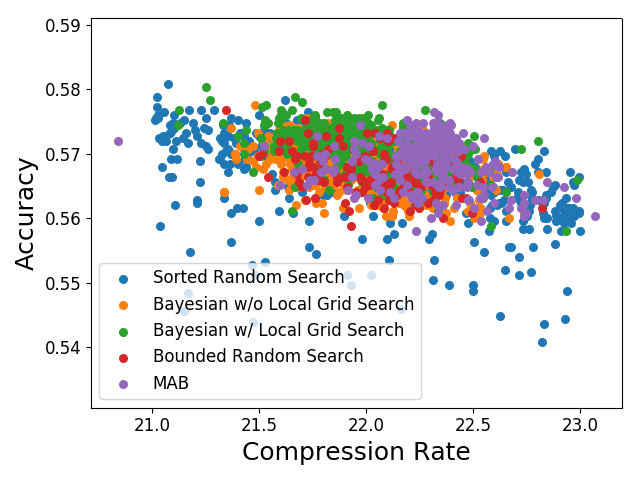 0.59
0.58
0.57
0.56
0.55
0.54
Accuracy
Sorted Random Search
Bayesian w/o Local Grid Search
Bayesian w/ Local Grid Search
Bounded Random Search
MAB
21.0 21.5 22.0 22.5 23.0
Compression Rate